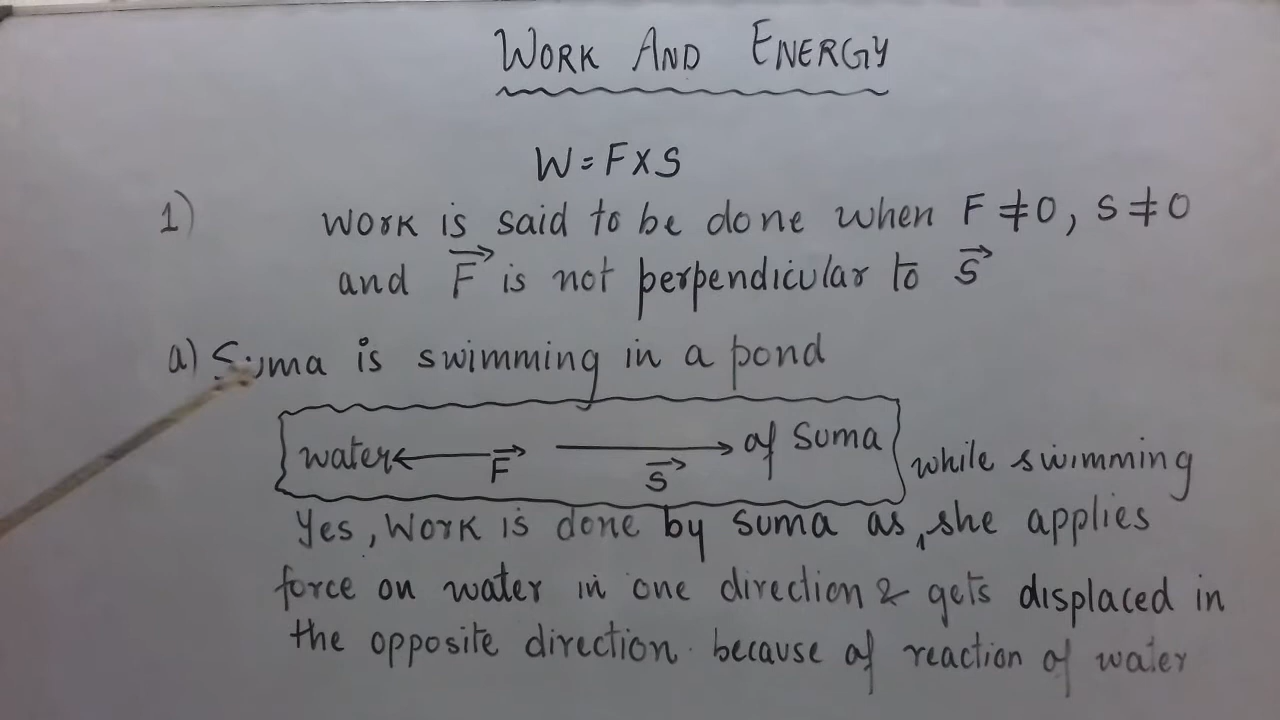 WORK AND ENERGY
W = F X S
1) Work is said to be done when F ≠ 0, S ≠ 0
and F⃗ is not perpendicular to S⃗
a) Suma is swimming in a pond
water ← F⃗ → S⃗ of Suma
while swimming
Yes, Work is done by Suma as, she applies
force on water in one direction & gets displaced in
the opposite direction because of reaction of water